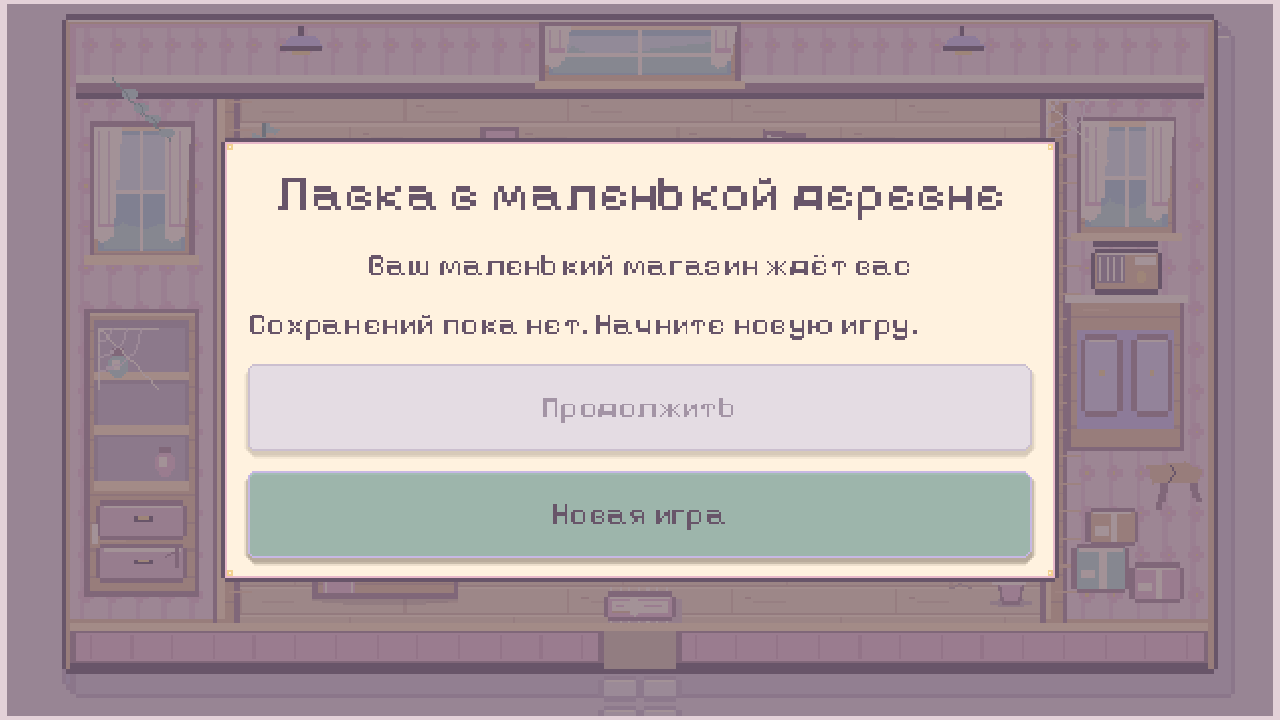 Лавка в маленькой деревне
Ваш маленький магазин ждёт вас
Сохранений пока нет. Начните новую игру.
Продолжить
Новая игра